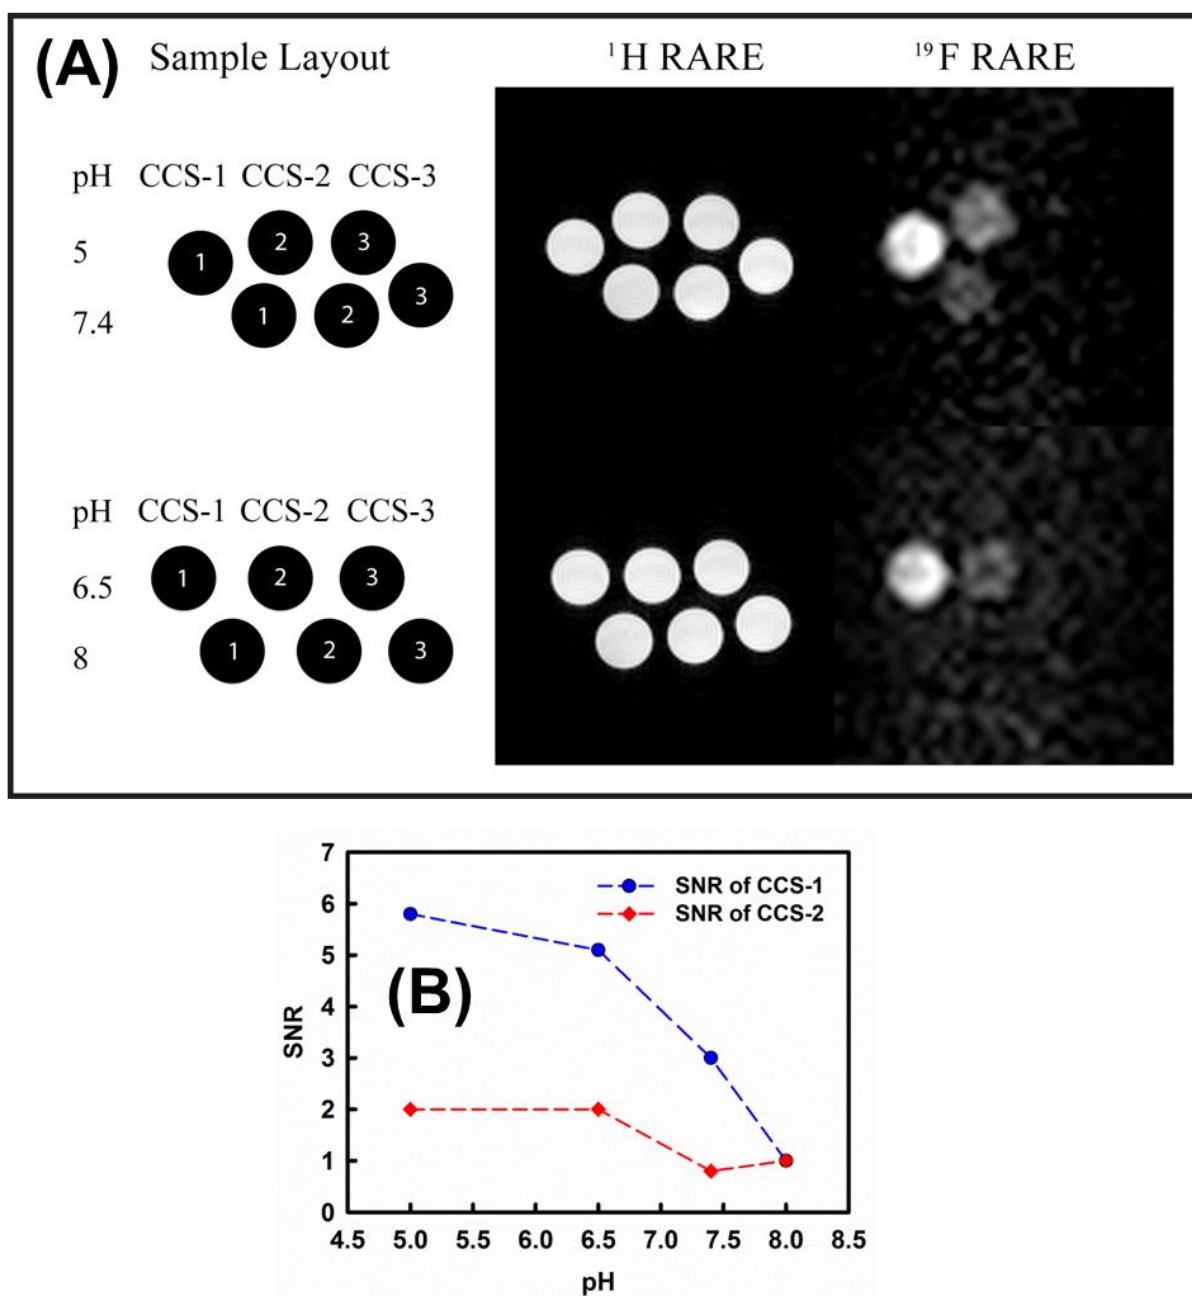 (A) Sample Layout ¹H RARE ¹⁹F RARE
pH CCS-1 CCS-2 CCS-3
5 1 2 3
7.4 1 2 3
pH CCS-1 CCS-2 CCS-3
6.5 1 2 3
8 1 2 3
(B)
SNR of CCS-1
SNR of CCS-2
SNR
7
6
5
4
3
2
1
0
4.5 5.0 5.5 6.0 6.5 7.0 7.5 8.0 8.5
pH